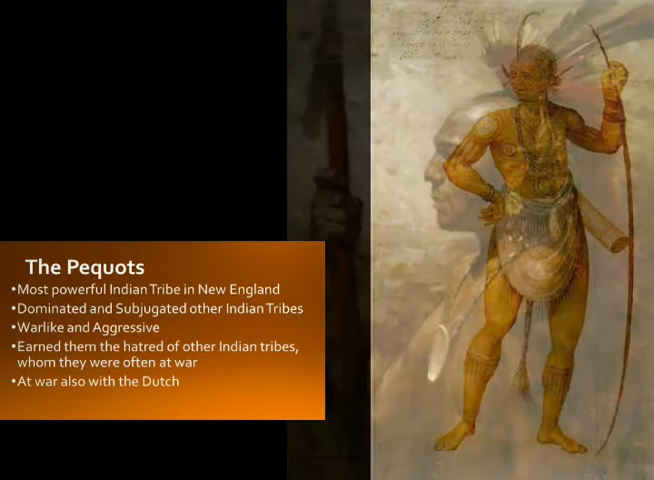 The Pequots
•Most powerful Indian Tribe in New England
•Dominated and Subjugated other Indian Tribes
•Warlike and Aggressive
•Earned them the hatred of other Indian tribes,
whom they were often at war
•At war also with the Dutch